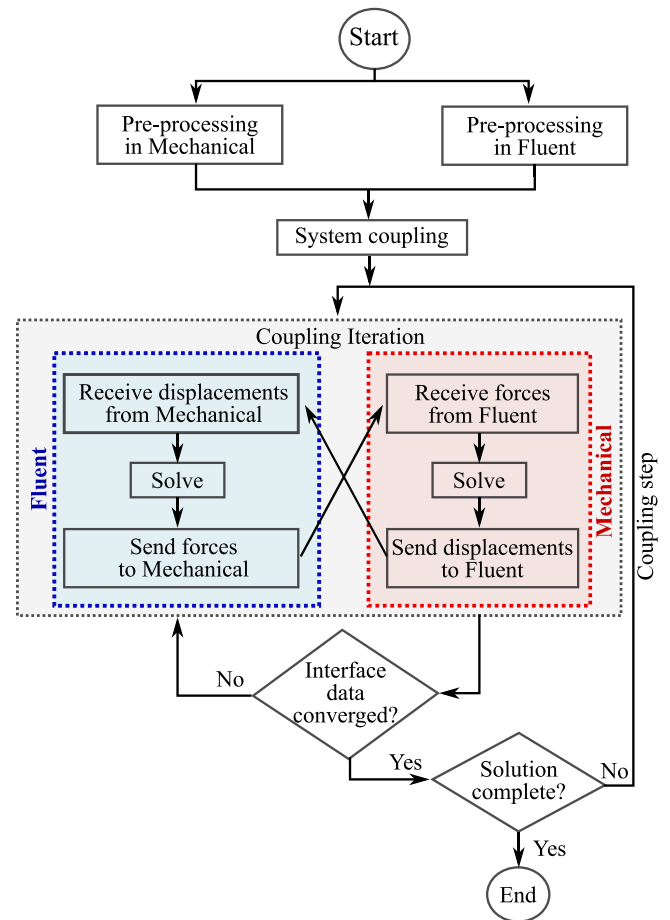 Start
Pre-processing
in Mechanical
Pre-processing
in Fluent
System coupling
Coupling Iteration
Fluent
Receive displacements
from Mechanical
Solve
Send forces
to Mechanical
Receive forces
from Fluent
Solve
Send displacements
to Fluent
Mechanical
Coupling step
Interface
data
converged?
No
Yes
Solution
complete?
No
Yes
End